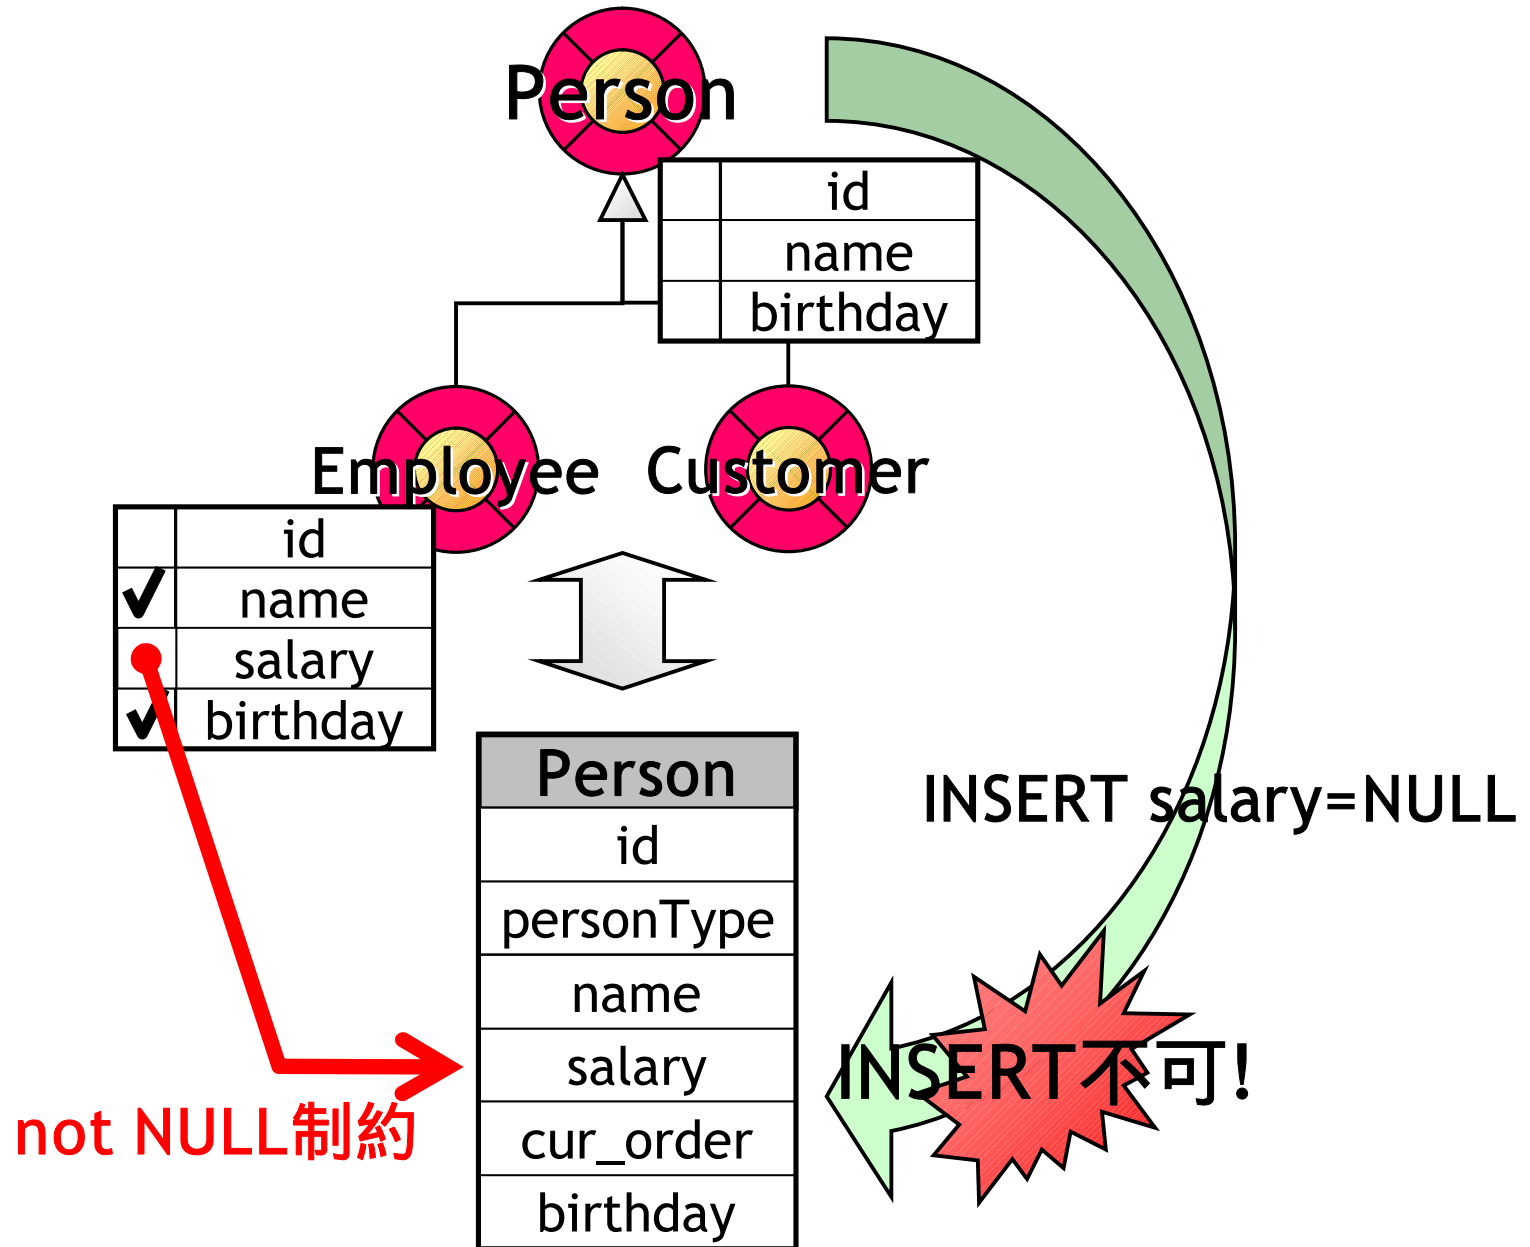 Person
id
name
birthday
Employee
Customer
id
name
salary
birthday
Person
id
personType
name
salary
cur_order
birthday
INSERT salary=NULL
INSERT不可!
not NULL制約